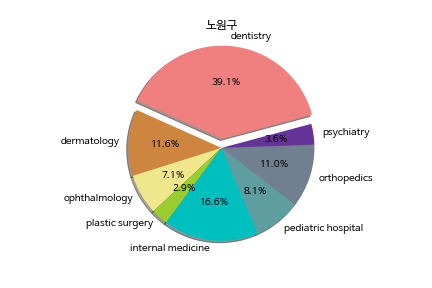 노원구
dentistry
39.1%
psychiatry
3.6%
dermatology
11.6%
orthopedics
11.0%
7.1%
ophthalmology
2.9%
8.1%
plastic surgery
16.6%
pediatric hospital
internal medicine